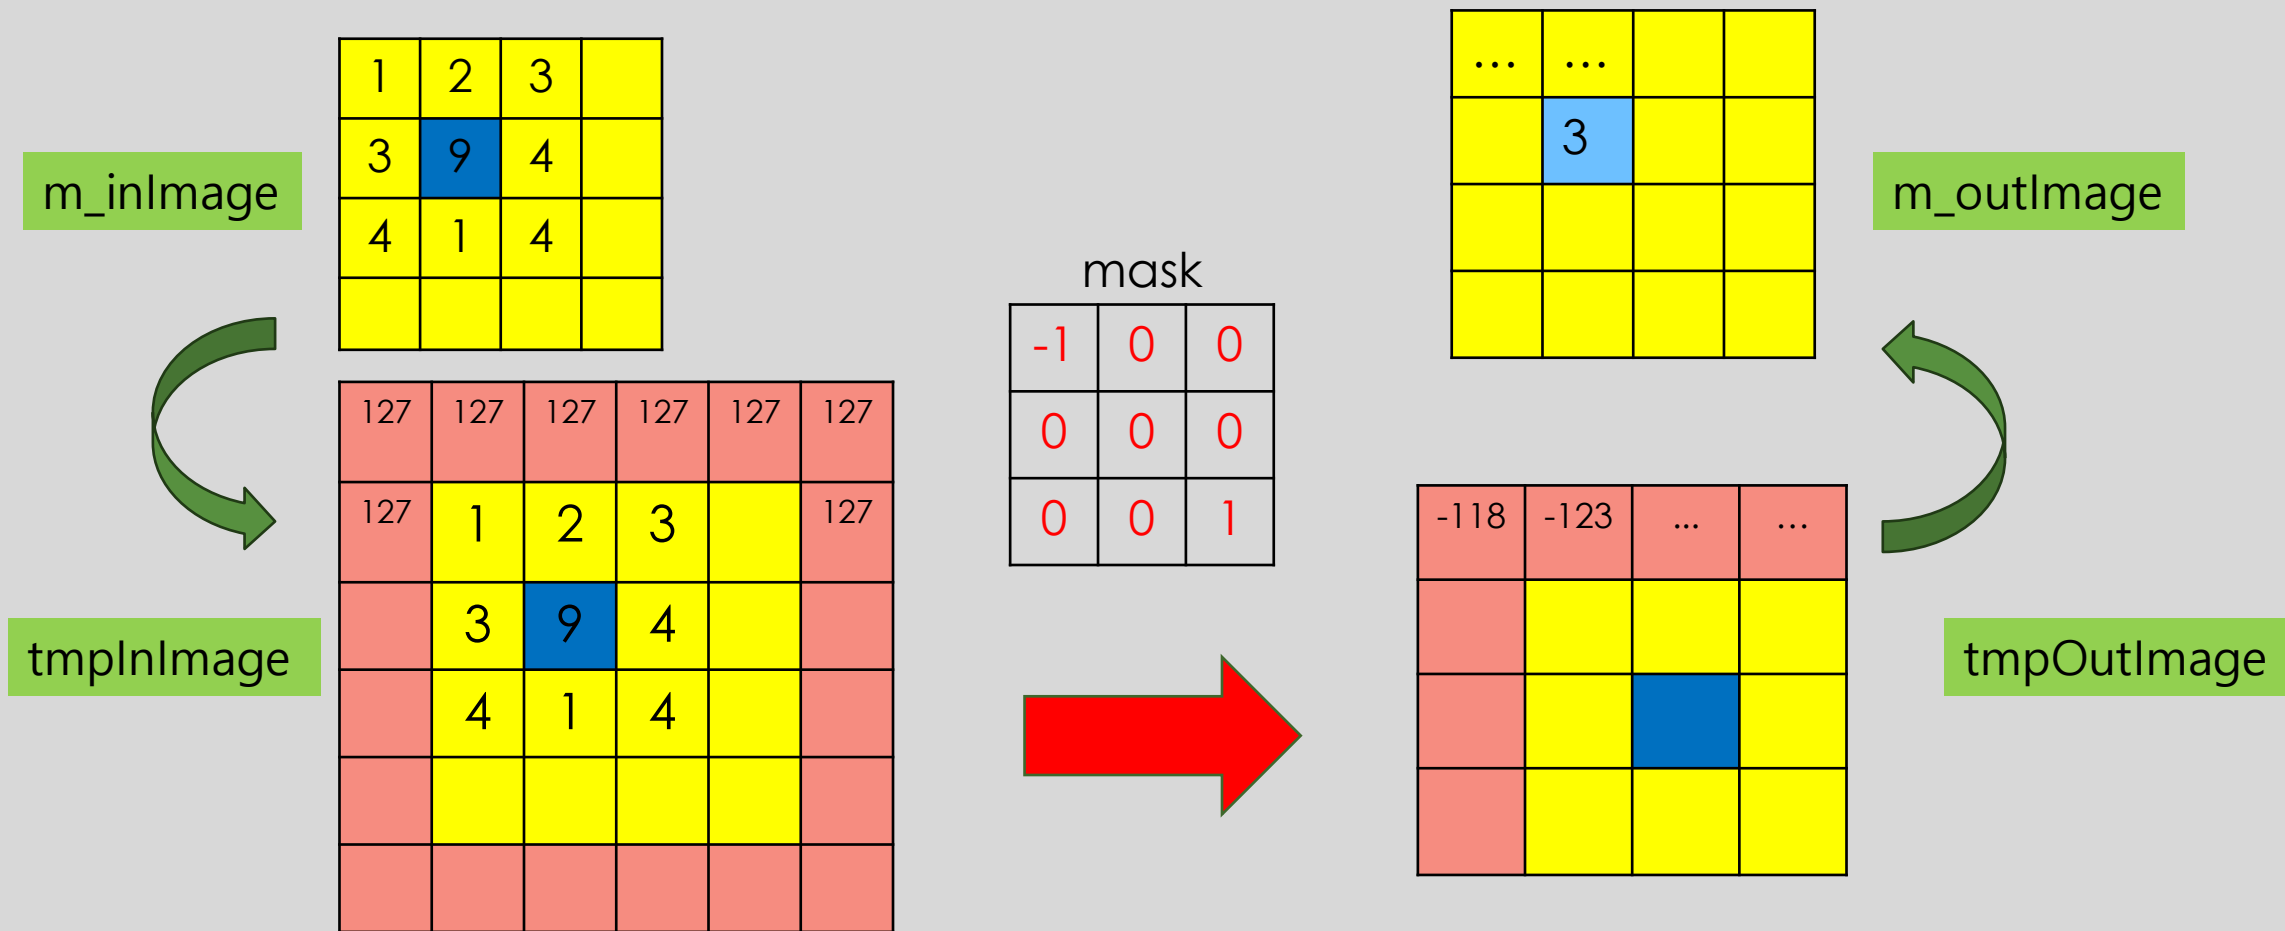 m_inImage
1 2 3
3 9 4
4 1 4
tmpInImage
127 127 127 127 127 127
127 1 2 3 127
3 9 4
4 1 4
mask
-1 0 0
0 0 0
0 0 1
m_outImage
... ...
3
tmpOutImage
-118 -123 ... ...